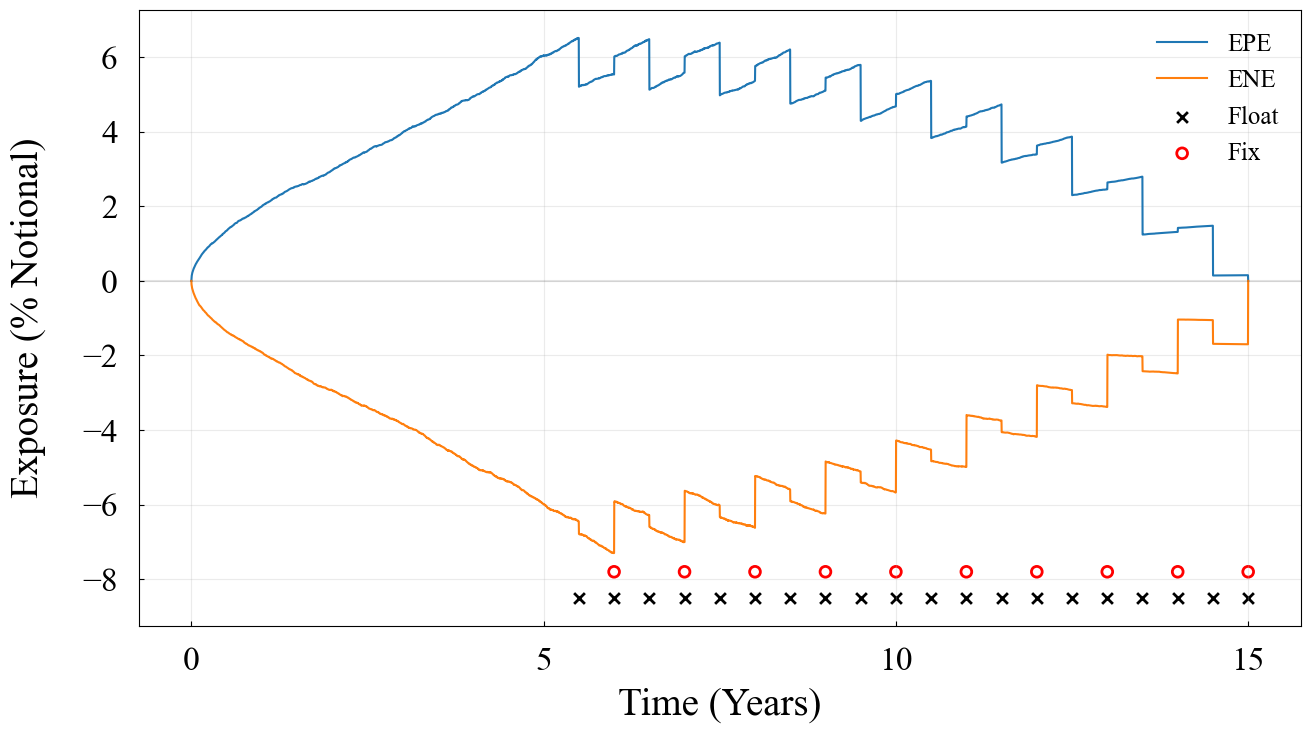 Exposure (% Notional)
6
4
2
0
−2
−4
−6
−8
EPE
ENE
Float
Fix
0 5 10 15
Time (Years)